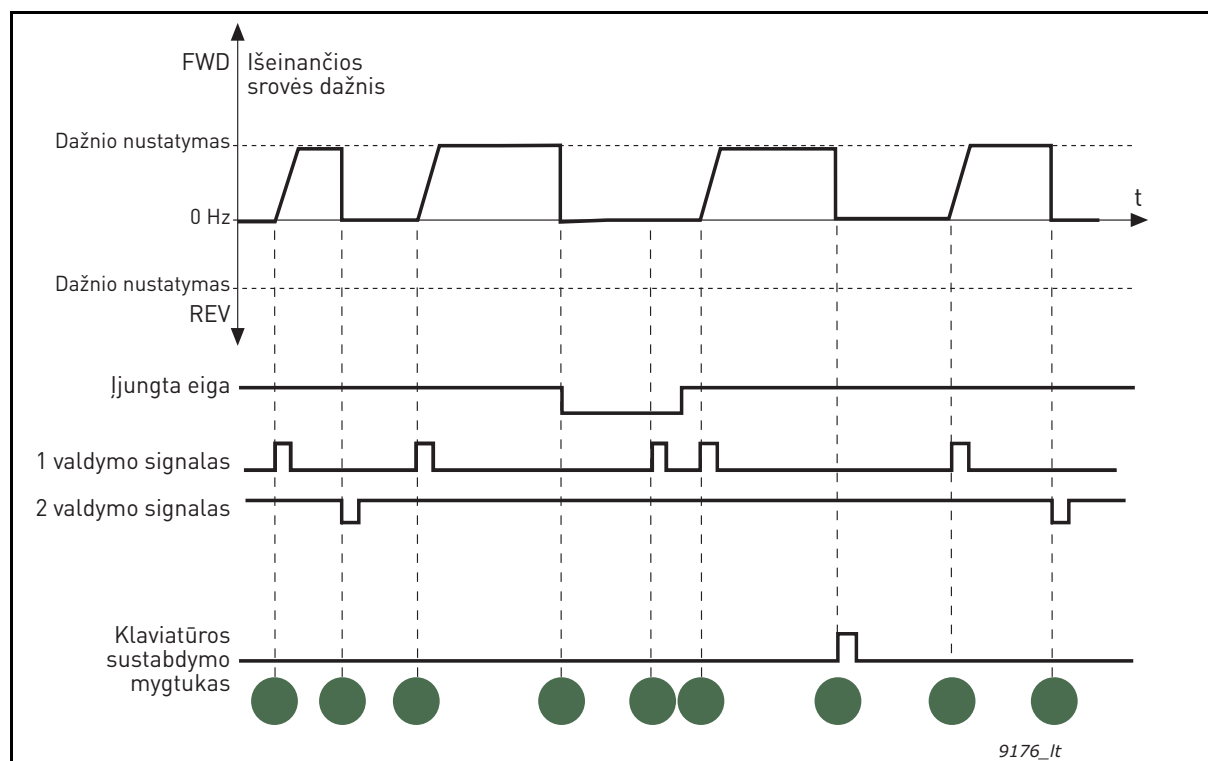 FWD
Išeinančios
srovės dažnis
Dažnio nustatymas
0 Hz
t
Dažnio nustatymas
REV
Įjungta eiga
1 valdymo signalas
2 valdymo signalas
Klaviatūros
sustabdymo
mygtukas
9176_lt